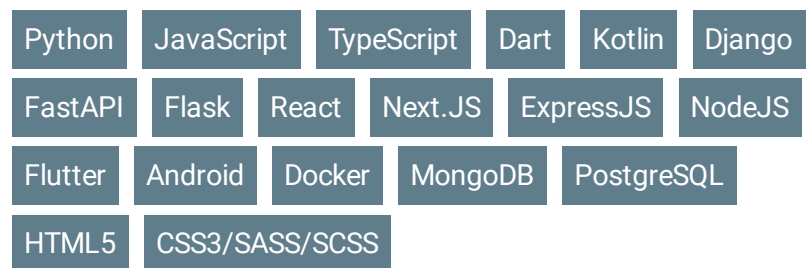 Python JavaScript TypeScript Dart Kotlin Django
FastAPI Flask React Next.JS ExpressJS NodeJS
Flutter Android Docker MongoDB PostgreSQL
HTML5 CSS3/SASS/SCSS